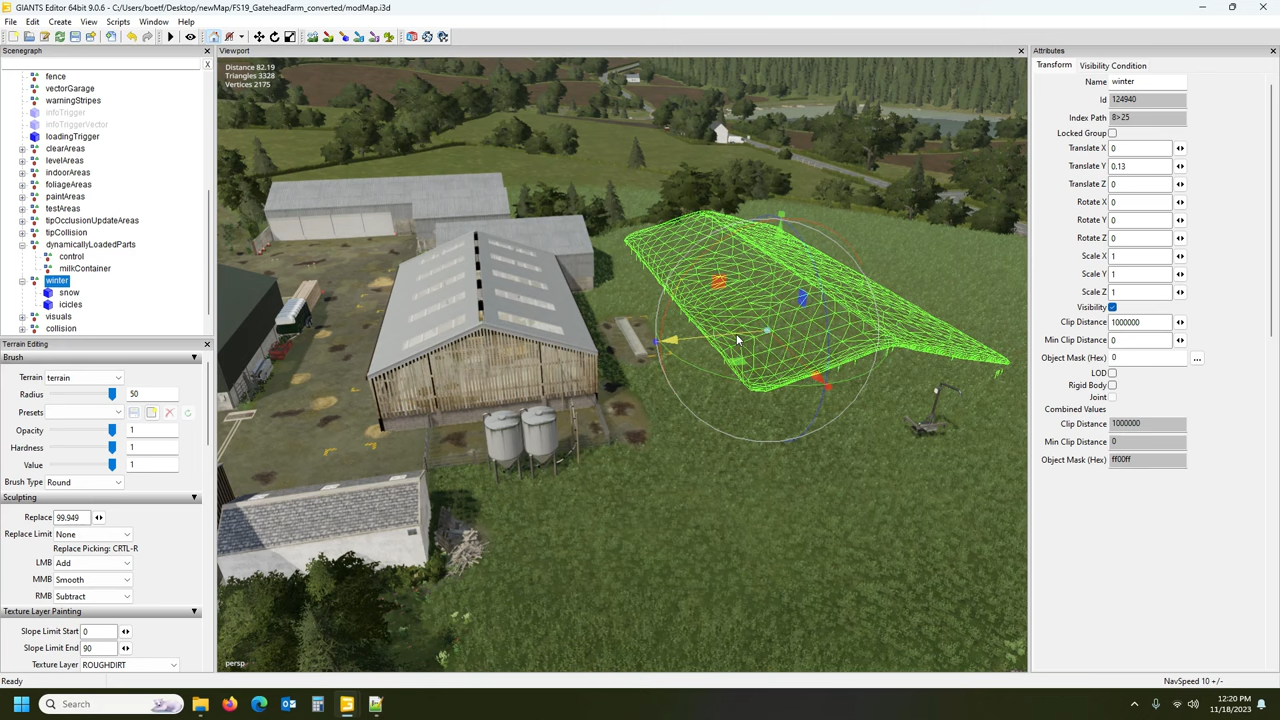 GIANTS Editor 64bit 9.0.6 - C:/Users/boetf/Desktop/newMap/FS19_GateheadFarm_converted/modMap.i3d
File Edit Create View Scripts Window Help
Scenegraph
Viewport
Attributes
X
fence
vectorGarage
warningStripes
infoTrigger
infoTriggerVector
loadingTrigger
clearAreas
levelAreas
indoorAreas
foliageAreas
paintAreas
testAreas
tipOcclusionUpdateAreas
tipCollision
dynamicallyLoadedParts
control
milkContainer
winter
snow
icicles
visuals
collision
Terrain Editing
Brush
Terrain terrain
Radius 50
Presets
Opacity 1
Hardness 1
Value 1
Brush Type Round
Sculpting
Replace 99.949
Replace Limit None
Replace Picking: CRTL-R
LMB Add
MMB Smooth
RMB Subtract
Texture Layer Painting
Slope Limit Start 0
Slope Limit End 90
Texture Layer ROUGHDIRT
Distance 82.19
Triangles 3328
Vertices 2175
persp
Transform Visibility Condition
Name winter
Id 124940
Index Path 8>25
Locked Group
Translate X 0
Translate Y 0.13
Translate Z 0
Rotate X 0
Rotate Y 0
Rotate Z 0
Scale X 1
Scale Y 1
Scale Z 1
Visibility
Clip Distance 1000000
Min Clip Distance 0
Object Mask (Hex) 0 ...
LOD
Rigid Body
Joint
Combined Values
Clip Distance 1000000
Min Clip Distance 0
Object Mask (Hex) ff00ff
Ready
NavSpeed 10 +/-
Search
12:20 PM
11/18/2023